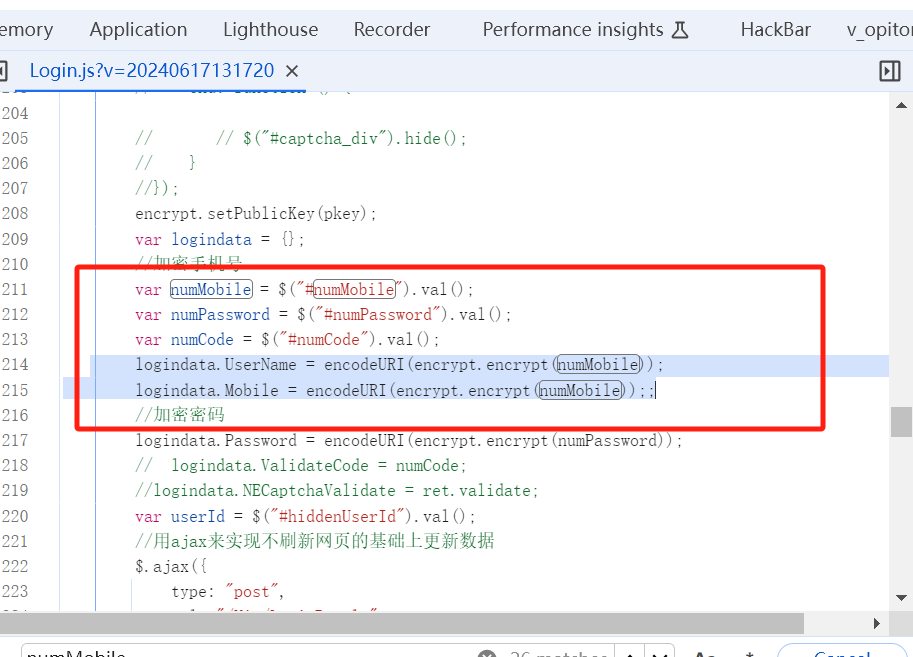 emory Application Lighthouse Recorder Performance insights HackBar v_opitor
Login.js?v=20240617131720 ×
204
205 // // $("#captcha_div").hide();
206 // }
207 //});
208 encrypt.setPublicKey(pkey);
209 var logindata = {};
210 //加密手机号
211 var numMobile = $("#numMobile").val();
212 var numPassword = $("#numPassword").val();
213 var numCode = $("#numCode").val();
214 logindata.UserName = encodeURI(encrypt.encrypt(numMobile));
215 logindata.Mobile = encodeURI(encrypt.encrypt(numMobile));;
216 //加密密码
217 logindata.Password = encodeURI(encrypt.encrypt(numPassword));
218 // logindata.ValidateCode = numCode;
219 //logindata.NECaptchaValidate = ret.validate;
220 var userId = $("#hiddenUserId").val();
221 //用ajax来实现不刷新网页的基础上更新数据
222 $.ajax({
223 type: "post",
numMobile 26 matches Aa .* Cancel